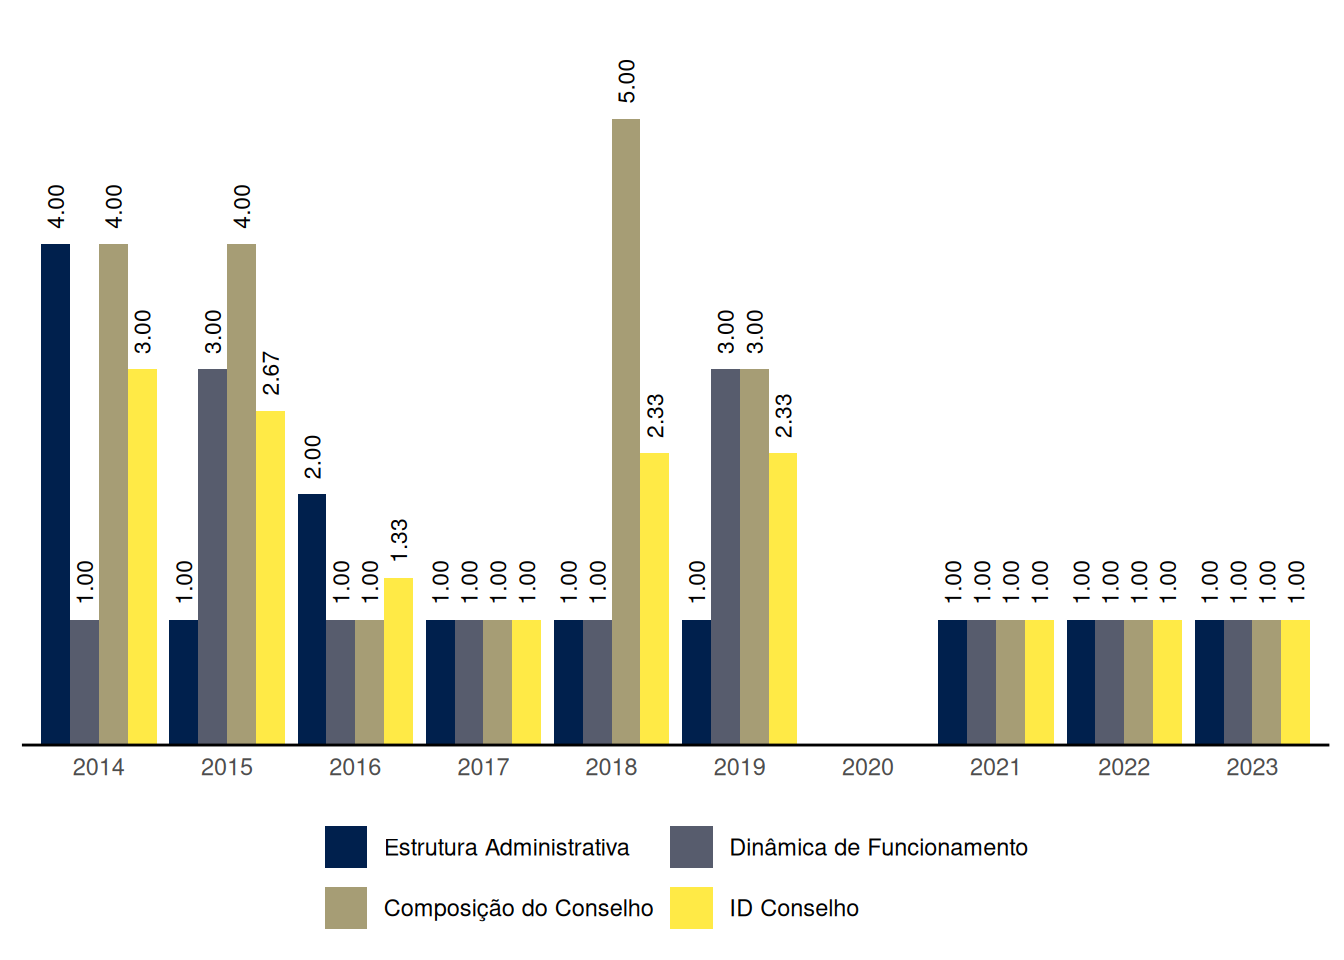 5.00
4.00 4.00 4.00
3.00 3.00 3.00 3.00
2.67
2.33 2.33
2.00
1.33
1.00 1.00 1.00 1.00 1.00 1.00 1.00 1.00 1.00 1.00 1.00 1.00 1.00 1.00 1.00 1.00 1.00 1.00 1.00 1.00 1.00 1.00 1.00
2014 2015 2016 2017 2018 2019 2020 2021 2022 2023
Estrutura Administrativa Dinâmica de Funcionamento
Composição do Conselho ID Conselho